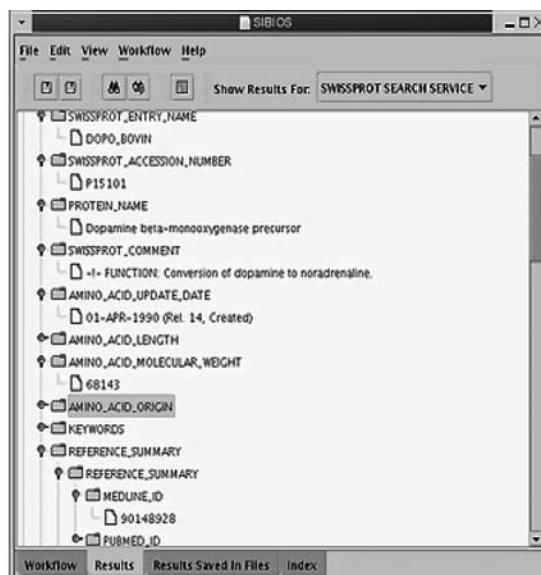 SIBIOS
File Edit View Workflow Help
Show Results For: SWISSPROT SEARCH SERVICE
SWISSPROT_ENTRY_NAME
DOPO_BOVIN
SWISSPROT_ACCESSION_NUMBER
P15101
PROTEIN_NAME
Dopamine beta-monooxygenase precursor
SWISSPROT_COMMENT
-!- FUNCTION: Conversion of dopamine to noradrenaline.
AMINO_ACID_UPDATE_DATE
01-APR-1990 (Rel. 14, Created)
AMINO_ACID_LENGTH
AMINO_ACID_MOLECULAR_WEIGHT
68143
AMINO_ACID_ORIGIN
KEYWORDS
REFERENCE_SUMMARY
REFERENCE_SUMMARY
MEDLINE_ID
90148928
PUBMED_ID
Workflow Results Results Saved In Files Index